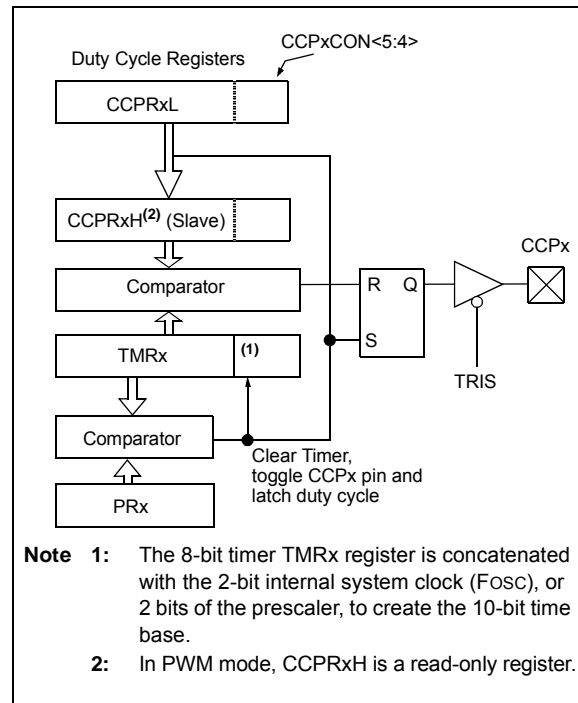 CCPxCON<5:4>
Duty Cycle Registers
CCPRxL
CCPRxH(2) (Slave)
CCPx
Comparator
R Q
TMRx (1)
S
TRIS
Comparator
Clear Timer,
toggle CCPx pin and
latch duty cycle
PRx
Note 1: The 8-bit timer TMRx register is concatenated
with the 2-bit internal system clock (FOSC), or
2 bits of the prescaler, to create the 10-bit time
base.
2: In PWM mode, CCPRxH is a read-only register.